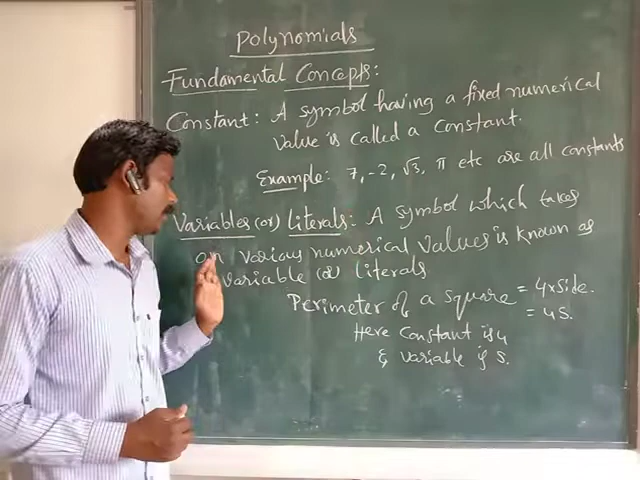 Polynomials
Fundamental Concepts:
Constant: A symbol having a fixed numerical
value is called a constant.
Example: 7, -2, √3, π etc are all constants
Variables (or) Literals: A symbol which takes
on various numerical values is known as
variable (or) literals.
Perimeter of a square = 4×side.
= 4s.
Here constant is 4
& variable is s.